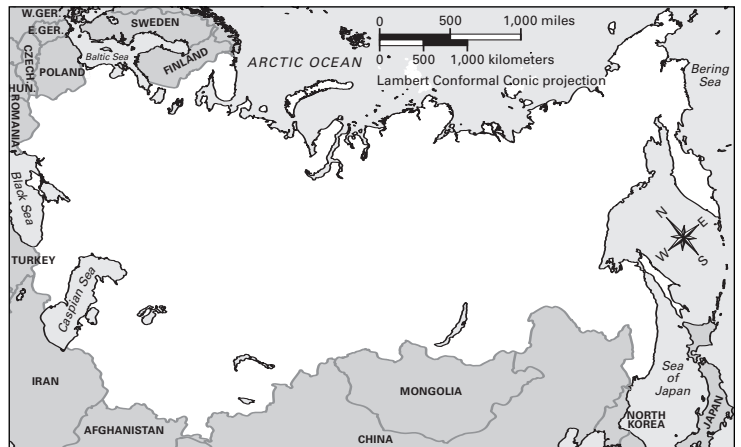 W.GER.
SWEDEN
E.GER.
Baltic Sea
FINLAND
CZECH.
POLAND
HUN.
ROMANIA
ARCTIC OCEAN
0 500 1,000 miles
0 500 1,000 kilometers
Lambert Conformal Conic projection
Bering
Sea
Black Sea
N
E
W
S
TURKEY
Caspian Sea
IRAN
AFGHANISTAN
MONGOLIA
CHINA
Sea
of
Japan
NORTH
KOREA
JAPAN